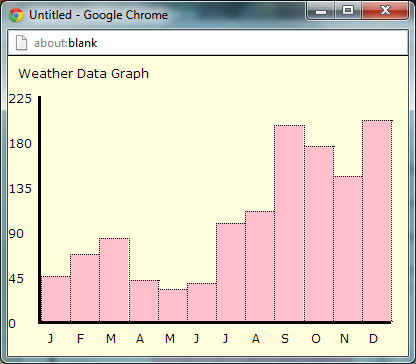 Untitled - Google Chrome
about:blank
Weather Data Graph
225
180
135
90
45
0
J F M A M J J A S O N D